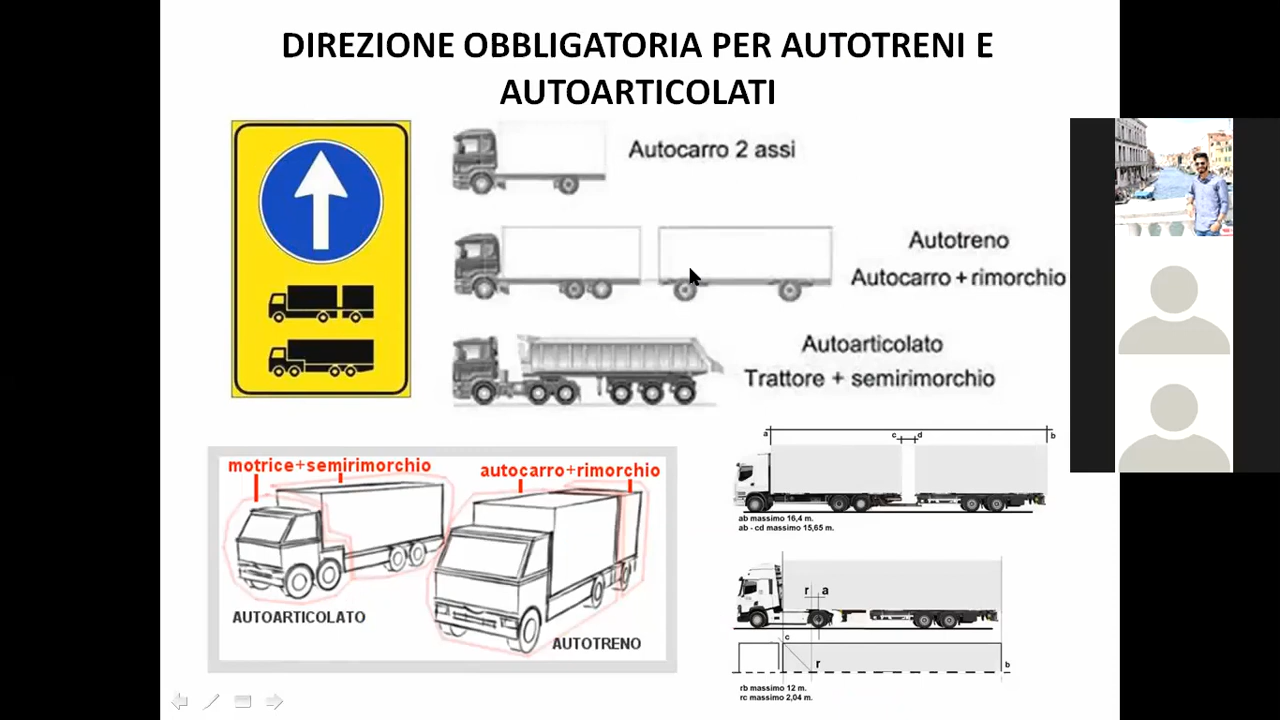 DIREZIONE OBBLIGATORIA PER AUTOTRENI E
AUTOARTICOLATI
Autocarro 2 assi
Autotreno
Autocarro + rimorchio
Autoarticolato
Trattore + semirimorchio
motrice+semirimorchio
autocarro+rimorchio
AUTOARTICOLATO
AUTOTRENO
a
c
d
b
ab massimo 16,4 m.
ab - cd massimo 15,65 m.
r
a
c
r
b
rb massimo 12 m.
rc massimo 2,04 m.